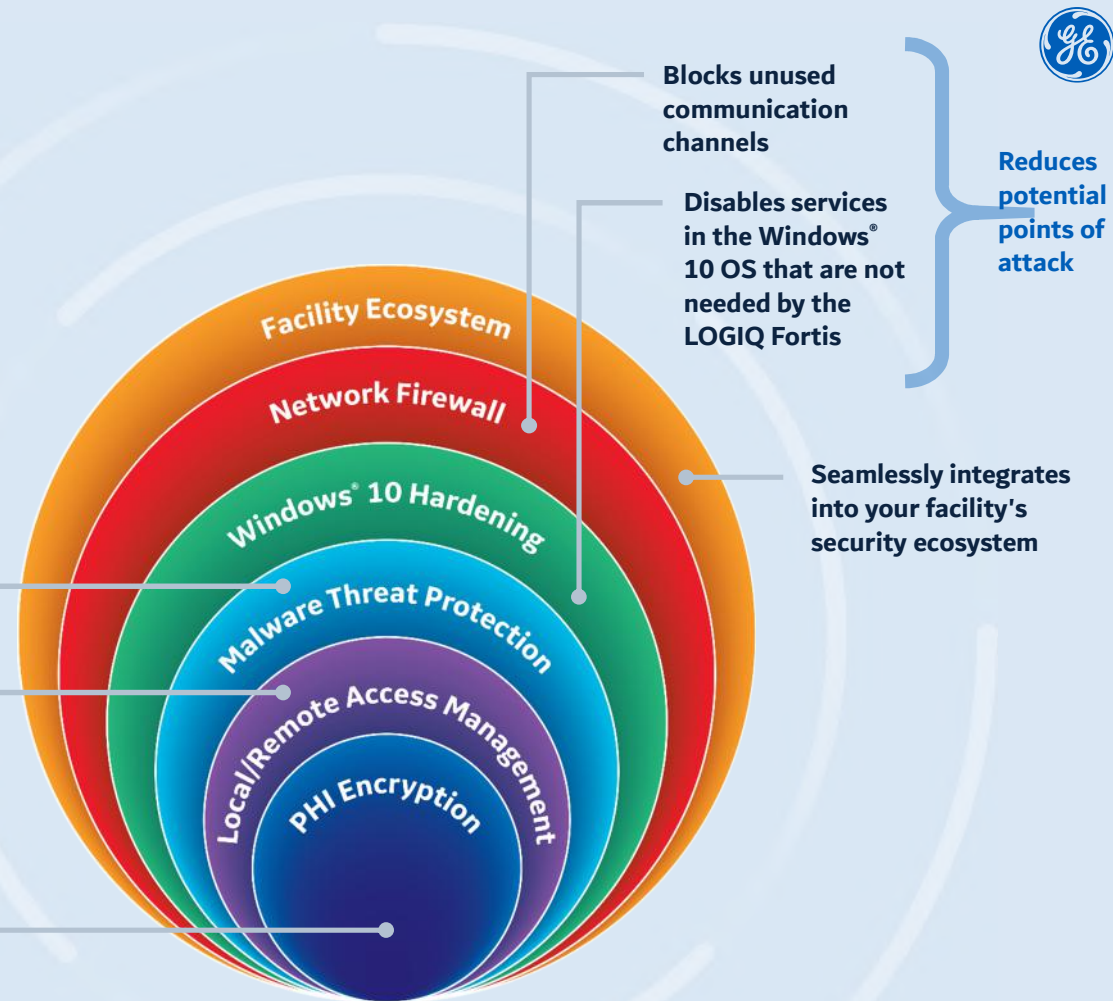 GE
Blocks unused
communication
channels
Reduces
potential
points of
attack
Disables services
in the Windows®
10 OS that are not
needed by the
LOGIQ Fortis
Seamlessly integrates
into your facility's
security ecosystem
Facility Ecosystem
Network Firewall
Windows® 10 Hardening
Malware Threat Protection
Local/Remote Access Management
PHI Encryption